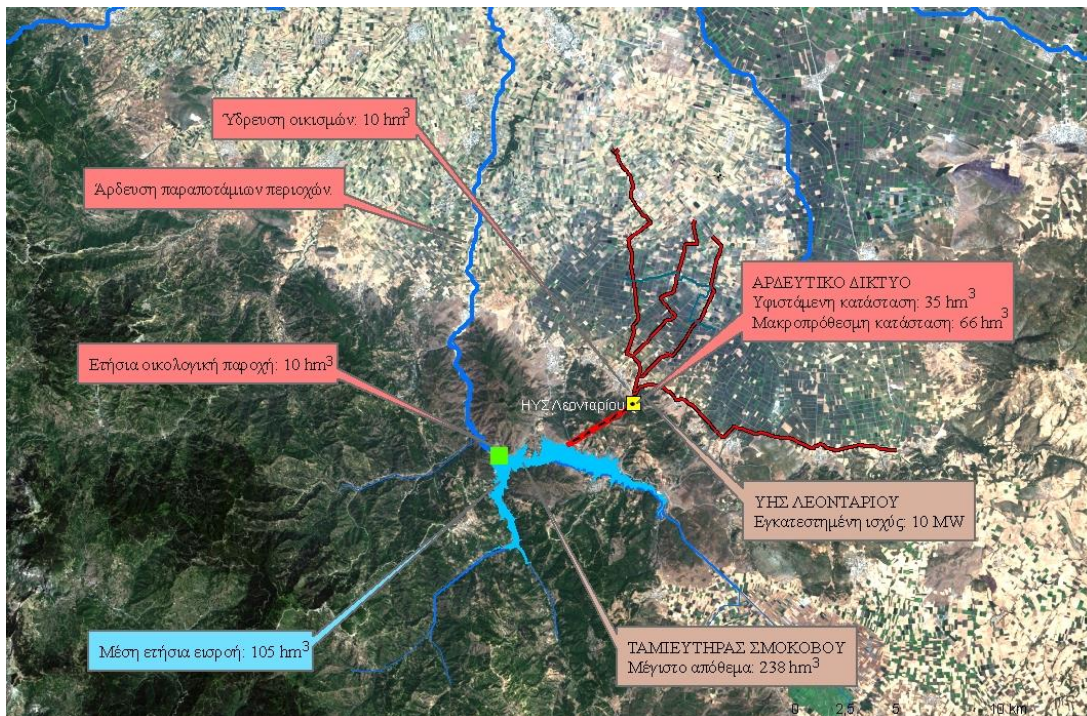 Ύδρευση οικισμών: 10 hm³
Άρδευση παραποτάμιων περιοχών
ΑΡΔΕΥΤΙΚΟ ΔΙΚΤΥΟ
Υφιστάμενη κατάσταση: 35 hm³
Μακροπρόθεσμη κατάσταση: 66 hm³
Ετήσια οικολογική παροχή: 10 hm³
ΗΥΣ Λεονταρίου
ΥΗΣ ΛΕΟΝΤΑΡΙΟΥ
Εγκατεστημένη ισχύς: 10 MW
Μέση ετήσια εισροή: 105 hm³
ΤΑΜΙΕΥΤΗΡΑΣ ΣΜΟΚΟΒΟΥ
Μέγιστο απόθεμα: 238 hm³
0 2,5 5 10 km